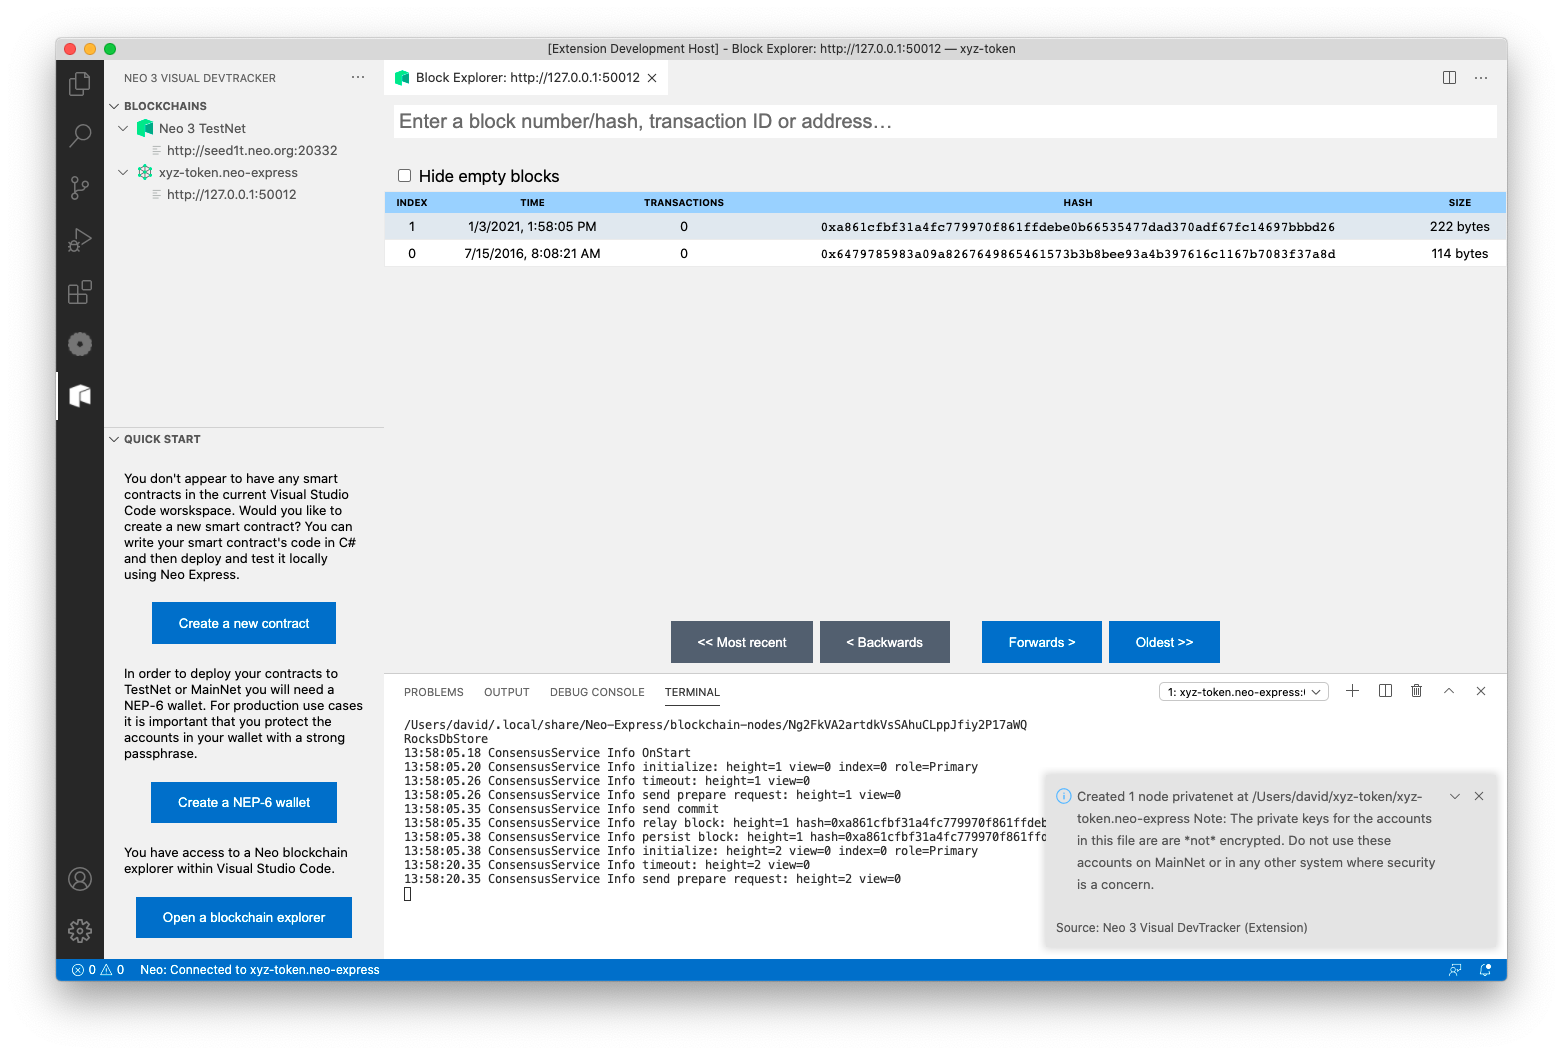 [Extension Development Host] - Block Explorer: http://127.0.0.1:50012 — xyz-token
NEO 3 VISUAL DEVTRACKER
BLOCKCHAINS
Neo 3 TestNet
http://seed1t.neo.org:20332
xyz-token.neo-express
http://127.0.0.1:50012
QUICK START
You don't appear to have any smart
contracts in the current Visual Studio
Code worskspace. Would you like to
create a new smart contract? You can
write your smart contract's code in C#
and then deploy and test it locally
using Neo Express.
Create a new contract
In order to deploy your contracts to
TestNet or MainNet you will need a
NEP-6 wallet. For production use cases
it is important that you protect the
accounts in your wallet with a strong
passphrase.
Create a NEP-6 wallet
You have access to a Neo blockchain
explorer within Visual Studio Code.
Open a blockchain explorer
Block Explorer: http://127.0.0.1:50012
Enter a block number/hash, transaction ID or address…
Hide empty blocks
INDEX TIME TRANSACTIONS HASH SIZE
1 1/3/2021, 1:58:05 PM 0 0xa861cfbf31a4fc779970f861ffdebe0b66535477dad370adf67fc14697bbbd26 222 bytes
0 7/15/2016, 8:08:21 AM 0 0x6479785983a09a8267649865461573b3b8bee93a4b397616c1167b7083f37a8d 114 bytes
<< Most recent < Backwards Forwards > Oldest >>
PROBLEMS OUTPUT DEBUG CONSOLE TERMINAL 1: xyz-token.neo-express:
/Users/david/.local/share/Neo-Express/blockchain-nodes/Ng2FkVA2artdkVsSAhuCLppJfiy2P17aWQ
RocksDbStore
13:58:05.18 ConsensusService Info OnStart
13:58:05.20 ConsensusService Info initialize: height=1 view=0 index=0 role=Primary
13:58:05.26 ConsensusService Info timeout: height=1 view=0
13:58:05.26 ConsensusService Info send prepare request: height=1 view=0
13:58:05.35 ConsensusService Info send commit
13:58:05.35 ConsensusService Info relay block: height=1 hash=0xa861cfbf31a4fc779970f861ffdeb
13:58:05.38 ConsensusService Info persist block: height=1 hash=0xa861cfbf31a4fc779970f861ffd
13:58:05.38 ConsensusService Info initialize: height=2 view=0 index=0 role=Primary
13:58:20.35 ConsensusService Info timeout: height=2 view=0
13:58:20.35 ConsensusService Info send prepare request: height=2 view=0
Created 1 node privatenet at /Users/david/xyz-token/xyz-
token.neo-express Note: The private keys for the accounts
in this file are are *not* encrypted. Do not use these
accounts on MainNet or in any other system where security
is a concern.
Source: Neo 3 Visual DevTracker (Extension)
0 0 Neo: Connected to xyz-token.neo-express